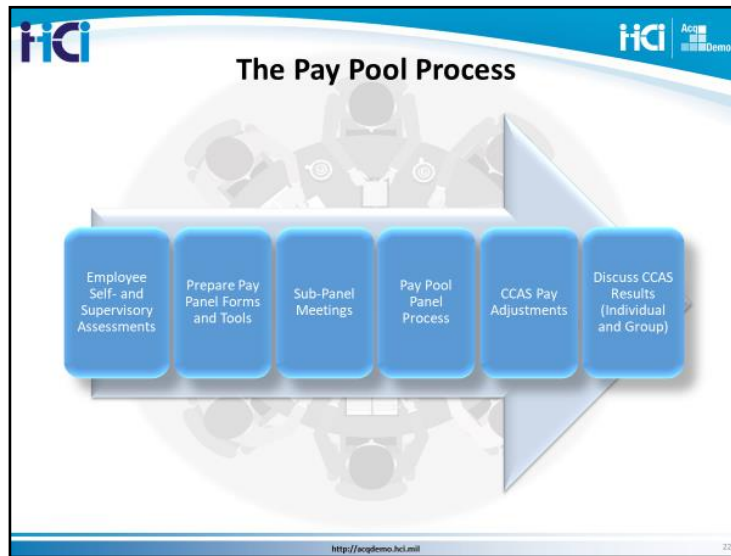 HCi
HCi
Acq
Demo
The Pay Pool Process
Employee
Self- and
Supervisory
Assessments
Prepare Pay
Panel Forms
and Tools
Sub-Panel
Meetings
Pay Pool
Panel
Process
CCAS Pay
Adjustments
Discuss CCAS
Results
(Individual
and Group)
http://acqdemo.hci.mil
22